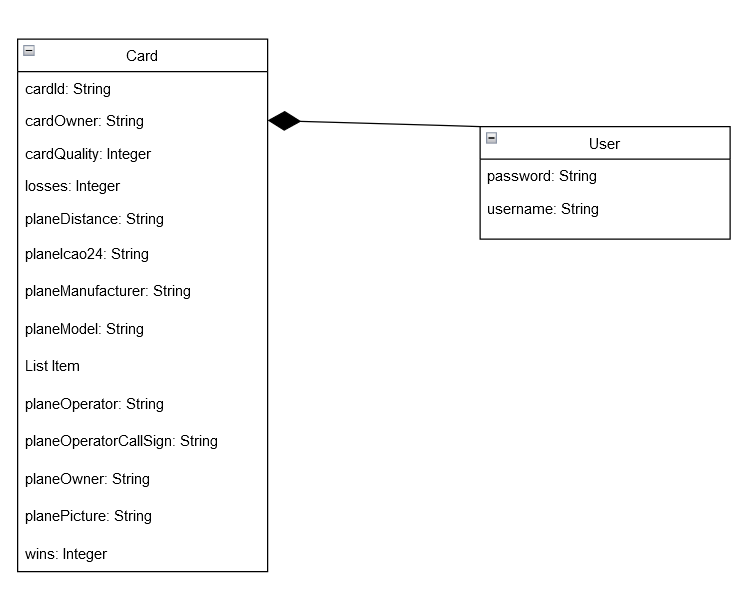 Card
cardId: String
cardOwner: String
cardQuality: Integer
losses: Integer
planeDistance: String
planeIcao24: String
planeManufacturer: String
planeModel: String
List Item
planeOperator: String
planeOperatorCallSign: String
planeOwner: String
planePicture: String
wins: Integer
User
password: String
username: String